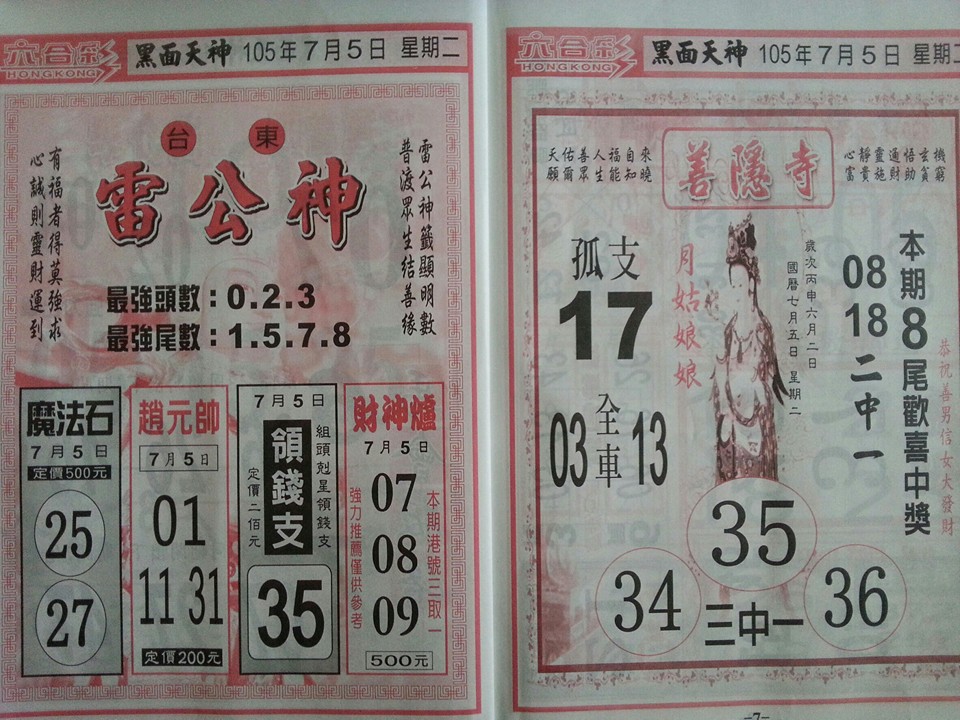 六合彩
HONGKONG
黑面天神 105年7月5日 星期二
台東
雷公神
雷公神籤顯明數
普渡眾生結善緣
有福者得莫強求
心誠則靈財運到
最強頭數：0.2.3
最強尾數：1.5.7.8
魔法石
7月5日
定價500元
25
27
趙元帥
7月5日
01
11 31
定價200元
7月5日
組頭剋星領錢支
領錢支
定價二佰元
35
財神爐
7月5日
本期港號三取一
07
08
09
強力推薦僅供參考
500元
六合彩
HONGKONG
黑面天神 105年7月5日 星期二
天佑善人福自來
願爾眾生能知曉
善隱寺
心靜靈通悟玄機
富貴施財助貧窮
本期8尾歡喜中獎
恭祝善男信女大發財
08
18
二中一
歲次丙申六月二日
國曆七月五日 星期二
月姑娘娘
孤支
17
03 全車 13
35
34 三中一 36
-7-